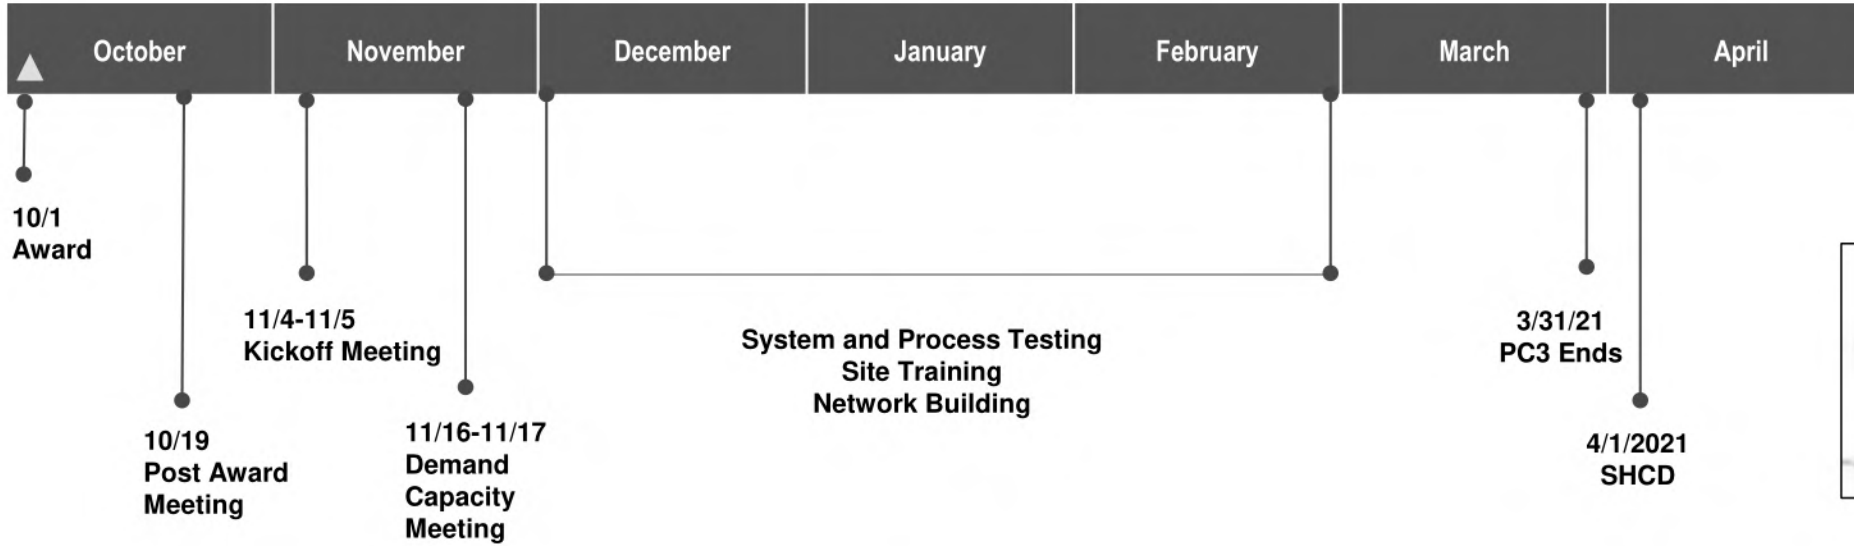 October
November
December
January
February
March
April
10/1
Award
10/19
Post Award
Meeting
11/4-11/5
Kickoff Meeting
11/16-11/17
Demand
Capacity
Meeting
System and Process Testing
Site Training
Network Building
3/31/21
PC3 Ends
4/1/2021
SHCD